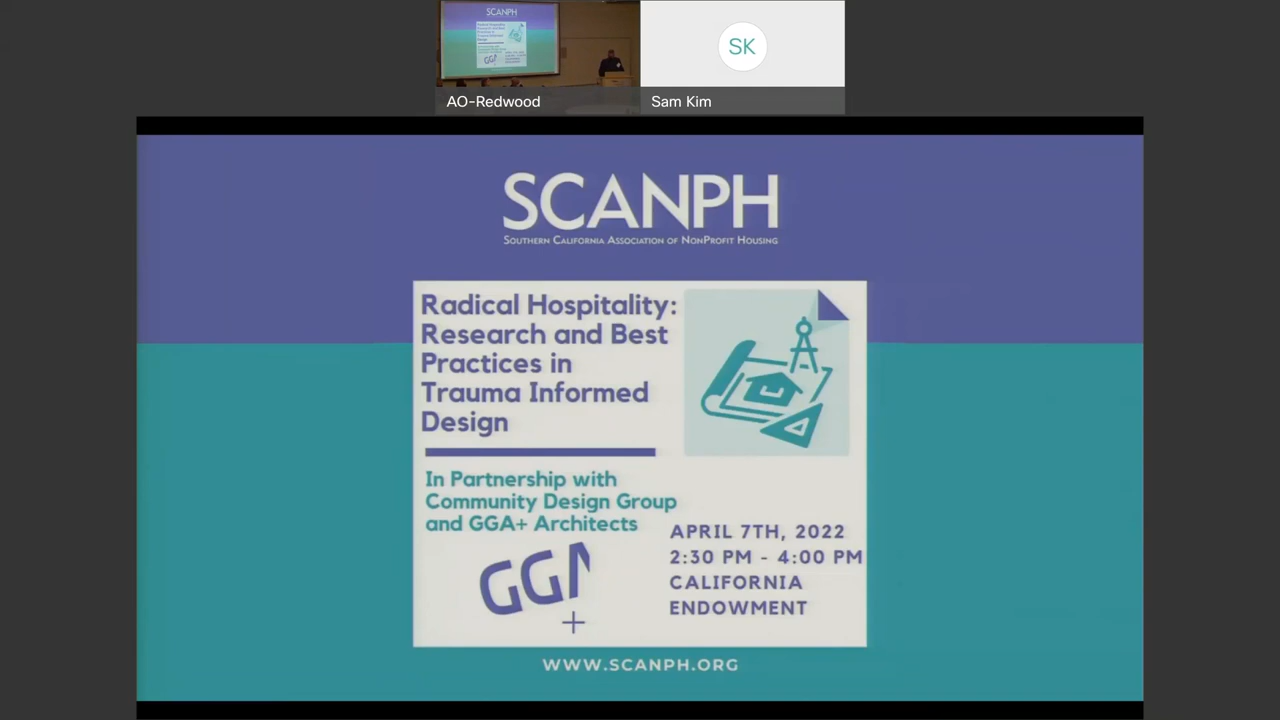 SK
AO-Redwood
Sam Kim
SCANPH
SOUTHERN CALIFORNIA ASSOCIATION OF NONPROFIT HOUSING
Radical Hospitality:
Research and Best
Practices in
Trauma Informed
Design
In Partnership with
Community Design Group
and GGA+ Architects
GGA
+
APRIL 7TH, 2022
2:30 PM - 4:00 PM
CALIFORNIA
ENDOWMENT
WWW.SCANPH.ORG